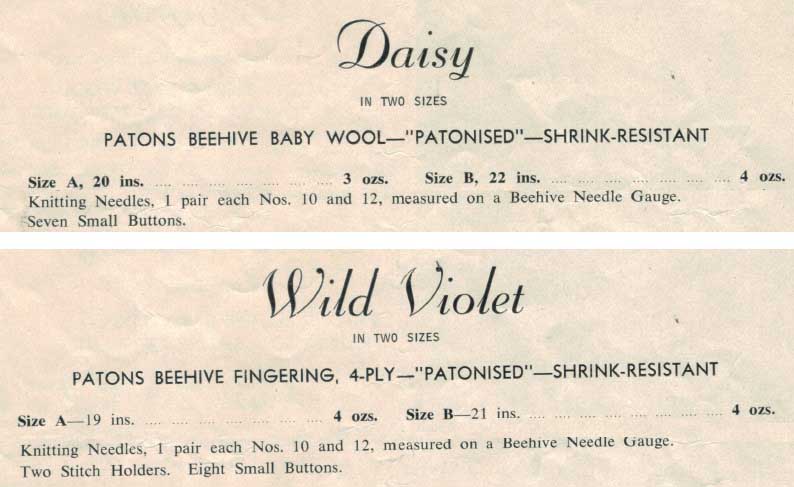 Daisy
IN TWO SIZES
PATONS BEEHIVE BABY WOOL—"PATONISED"—SHRINK-RESISTANT
Size A, 20 ins. .... .... .... .... .... .... .... 3 ozs. Size B, 22 ins. .... .... .... .... .... .... .... 4 ozs.
Knitting Needles, 1 pair each Nos. 10 and 12, measured on a Beehive Needle Gauge.
Seven Small Buttons.
Wild Violet
IN TWO SIZES
PATONS BEEHIVE FINGERING, 4-PLY—"PATONISED"—SHRINK-RESISTANT
Size A—19 ins. .... .... .... .... .... .... .... 4 ozs. Size B—21 ins. .... .... .... .... .... .... .... .... 4 ozs.
Knitting Needles, 1 pair each Nos. 10 and 12, measured on a Beehive Needle Gauge.
Two Stitch Holders. Eight Small Buttons.